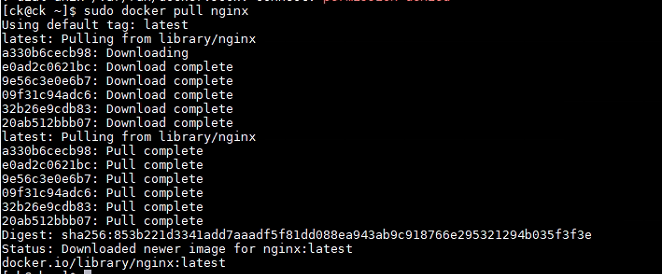 permission denied
[ck@ck ~]$ sudo docker pull nginx
Using default tag: latest
latest: Pulling from library/nginx
a330b6cecb98: Downloading
e0ad2c0621bc: Download complete
9e56c3e0e6b7: Download complete
09f31c94adc6: Download complete
32b26e9cdb83: Download complete
20ab512bbb07: Download complete
latest: Pulling from library/nginx
a330b6cecb98: Pull complete
e0ad2c0621bc: Pull complete
9e56c3e0e6b7: Pull complete
09f31c94adc6: Pull complete
32b26e9cdb83: Pull complete
20ab512bbb07: Pull complete
Digest: sha256:853b221d3341add7aaadf5f81dd088ea943ab9c918766e295321294b035f3f3e
Status: Downloaded newer image for nginx:latest
docker.io/library/nginx:latest